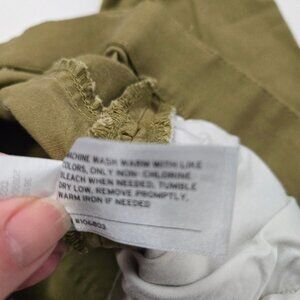 MACHINE WASH WARM WITH LIKE
COLORS, ONLY NON-CHLORINE
BLEACH WHEN NEEDED, TUMBLE
DRY LOW, REMOVE PROMPTLY,
WARM IRON IF NEEDED